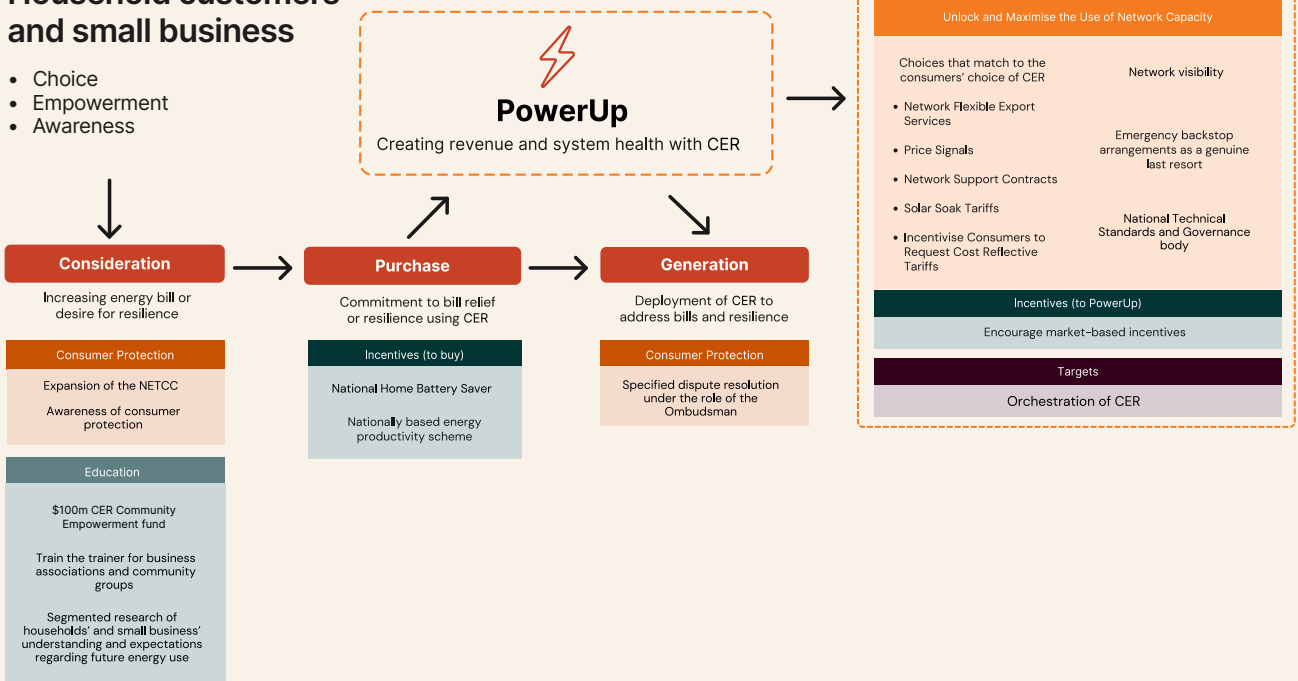 Household customers
and small business
• Choice
• Empowerment
• Awareness
PowerUp
Creating revenue and system health with CER
Consideration
Increasing energy bill or
desire for resilience
Consumer Protection
Expansion of the NETCC
Awareness of consumer
protection
Education
$100m CER Community
Empowerment fund
Train the trainer for business
associations and community
groups
Segmented research of
households' and small business'
understanding and expectations
regarding future energy use
Purchase
Commitment to bill relief
or resilience using CER
Incentives (to buy)
National Home Battery Saver
Nationally based energy
productivity scheme
Generation
Deployment of CER to
address bills and resilience
Consumer Protection
Specified dispute resolution
under the role of the
Ombudsman
Unlock and Maximise the Use of Network Capacity
Choices that match to the
consumers' choice of CER
• Network Flexible Export
Services
• Price Signals
• Network Support Contracts
• Solar Soak Tariffs
• Incentivise Consumers to
Request Cost Reflective
Tariffs
Network visibility
Emergency backstop
arrangements as a genuine
last resort
National Technical
Standards and Governance
body
Incentives (to PowerUp)
Encourage market-based incentives
Targets
Orchestration of CER